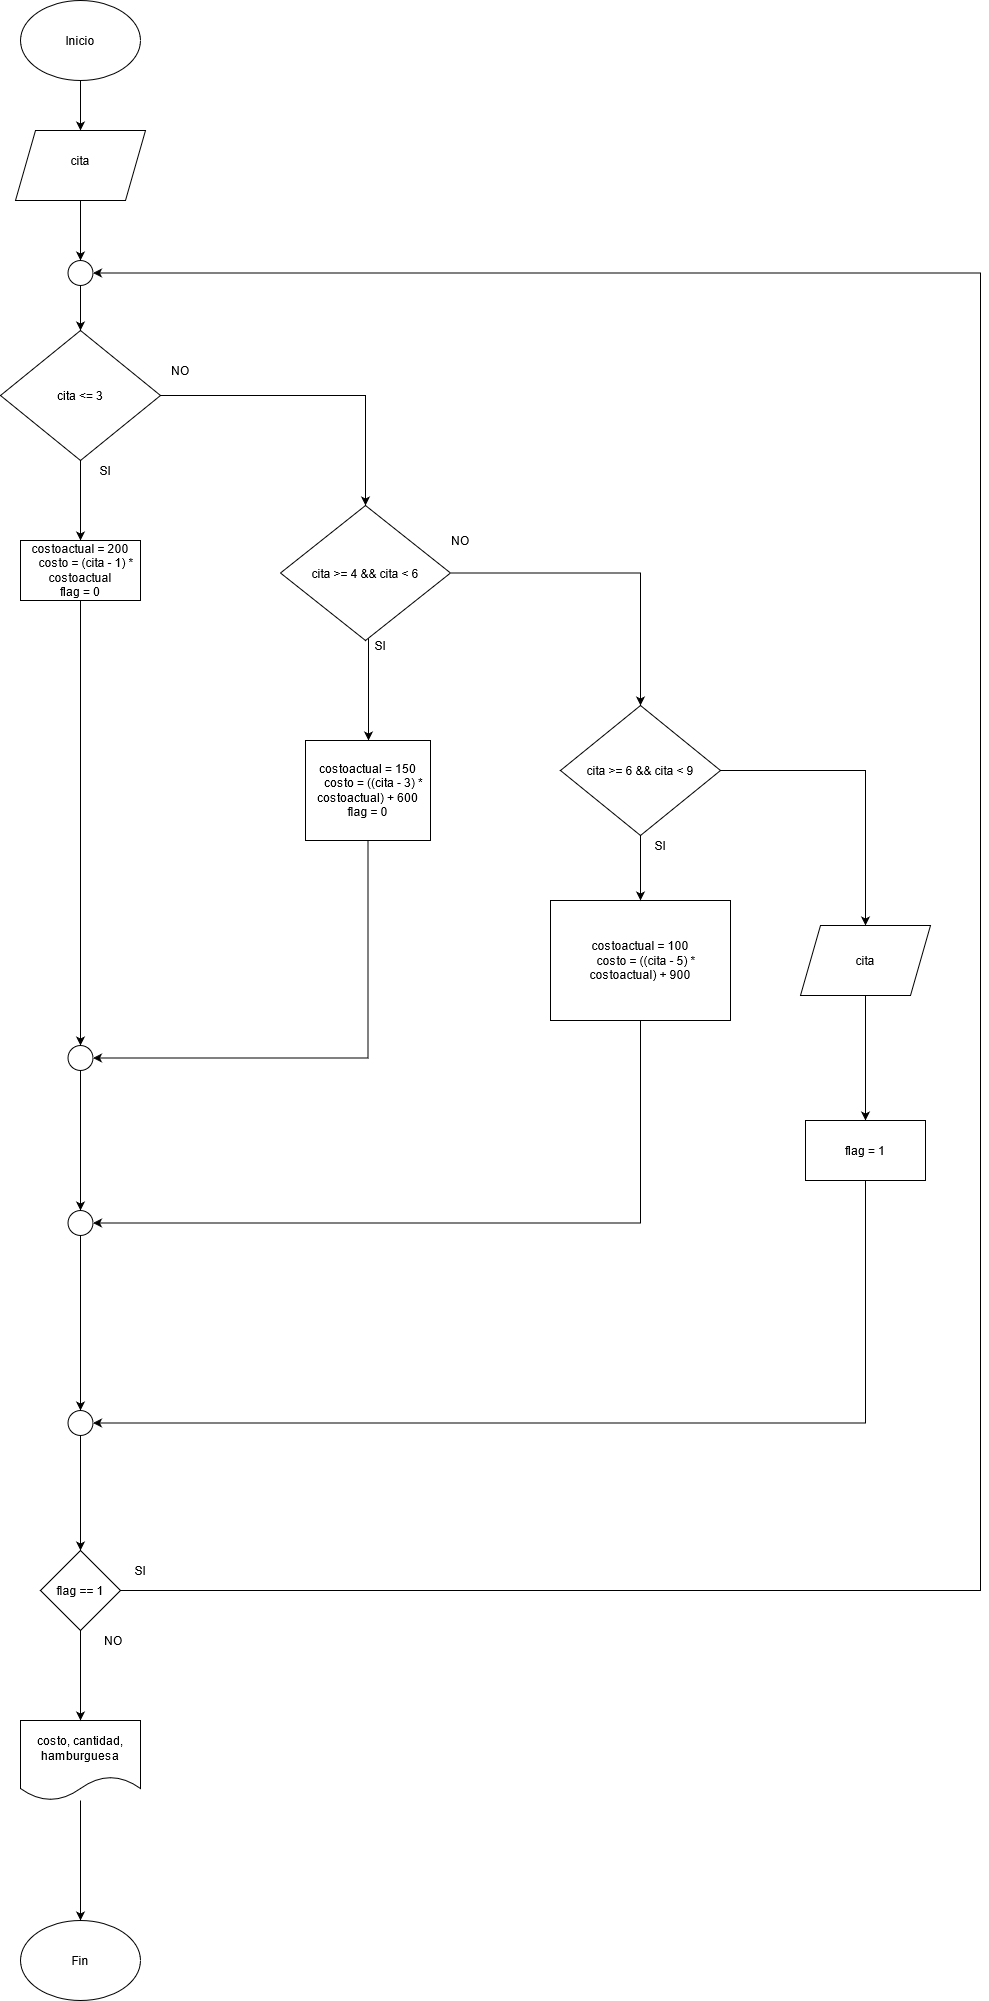 Inicio
cita
cita <= 3
NO
SI
costoactual = 200
costo = (cita - 1) *
costoactual
flag = 0
cita >= 4 && cita < 6
NO
SI
costoactual = 150
costo = ((cita - 3) *
costoactual) + 600
flag = 0
cita >= 6 && cita < 9
SI
costoactual = 100
costo = ((cita - 5) *
costoactual) + 900
cita
flag = 1
flag == 1
SI
NO
costo, cantidad,
hamburguesa
Fin